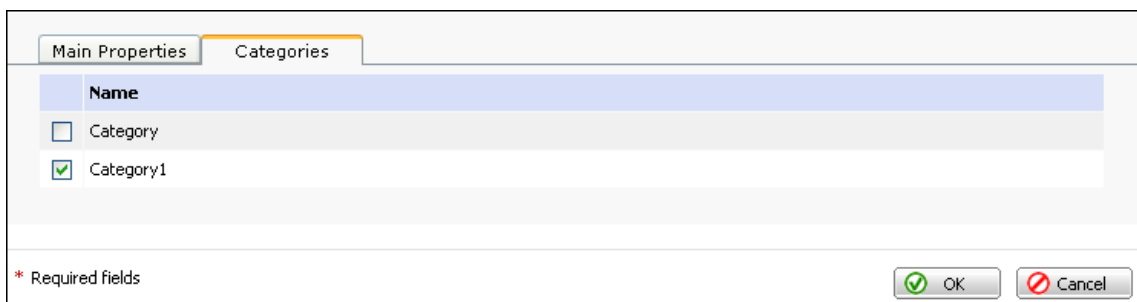 Main Properties Categories
Name
Category
Category1
* Required fields OK Cancel